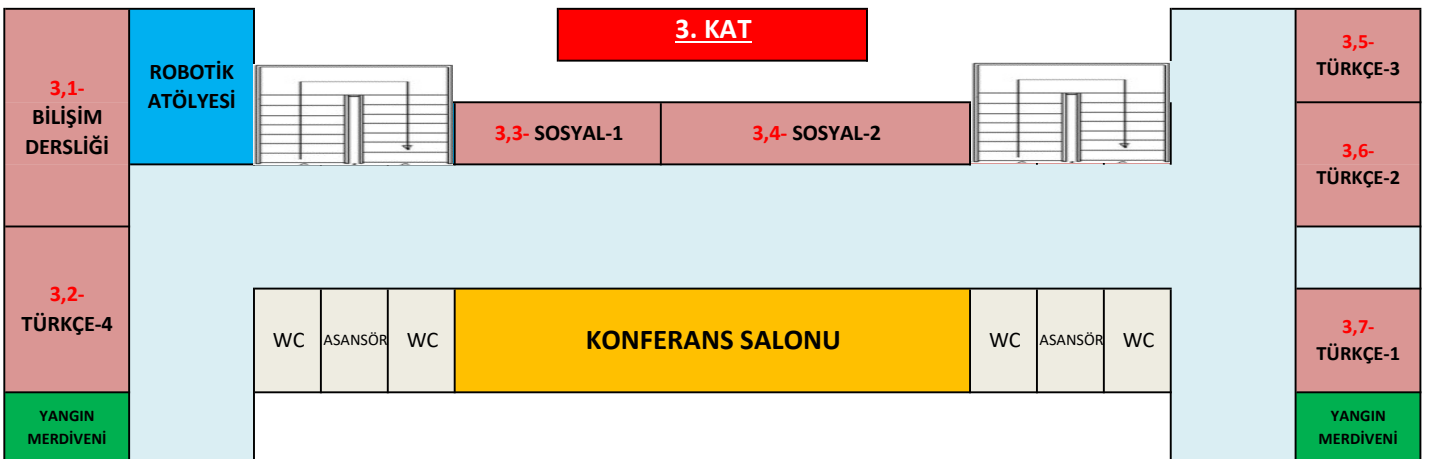 3. KAT
3,1-
BİLİŞİM
DERSLİĞİ
ROBOTİK
ATÖLYESİ
3,3- SOSYAL-1
3,4- SOSYAL-2
3,5-
TÜRKÇE-3
3,6-
TÜRKÇE-2
3,2-
TÜRKÇE-4
WC
ASANSÖR
WC
KONFERANS SALONU
WC
ASANSÖR
WC
3,7-
TÜRKÇE-1
YANGIN
MERDİVENİ
YANGIN
MERDİVENİ